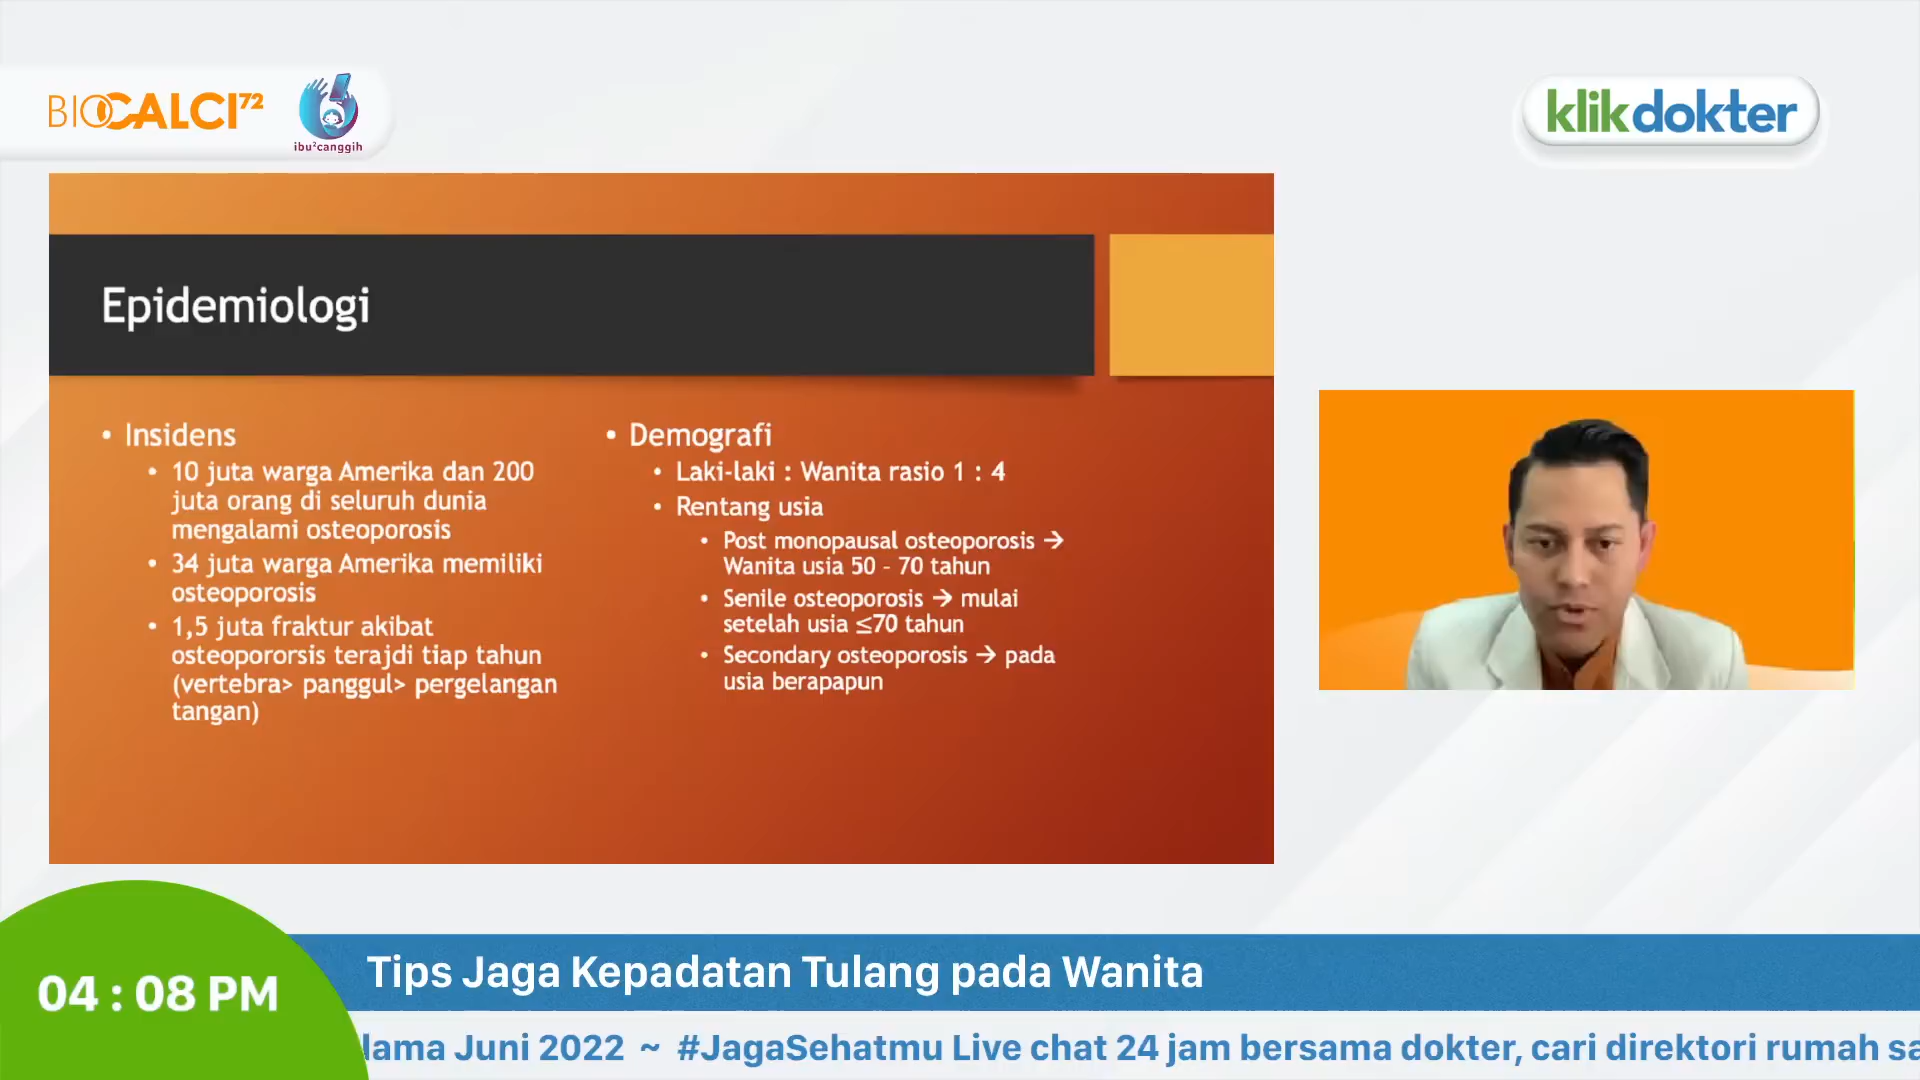 BIOCALCI72
ibu²canggih
klikdokter
Epidemiologi
• Insidens
• 10 juta warga Amerika dan 200
juta orang di seluruh dunia
mengalami osteoporosis
• 34 juta warga Amerika memiliki
osteoporosis
• 1,5 juta fraktur akibat
osteopororsis terajdi tiap tahun
(vertebra> panggul> pergelangan
tangan)
• Demografi
• Laki-laki : Wanita rasio 1 : 4
• Rentang usia
• Post monopausal osteoporosis →
Wanita usia 50 - 70 tahun
• Senile osteoporosis → mulai
setelah usia ≤70 tahun
• Secondary osteoporosis → pada
usia berapapun
04 : 08 PM
Tips Jaga Kepadatan Tulang pada Wanita
lama Juni 2022 ~ #JagaSehatmu Live chat 24 jam bersama dokter, cari direktori rumah sa